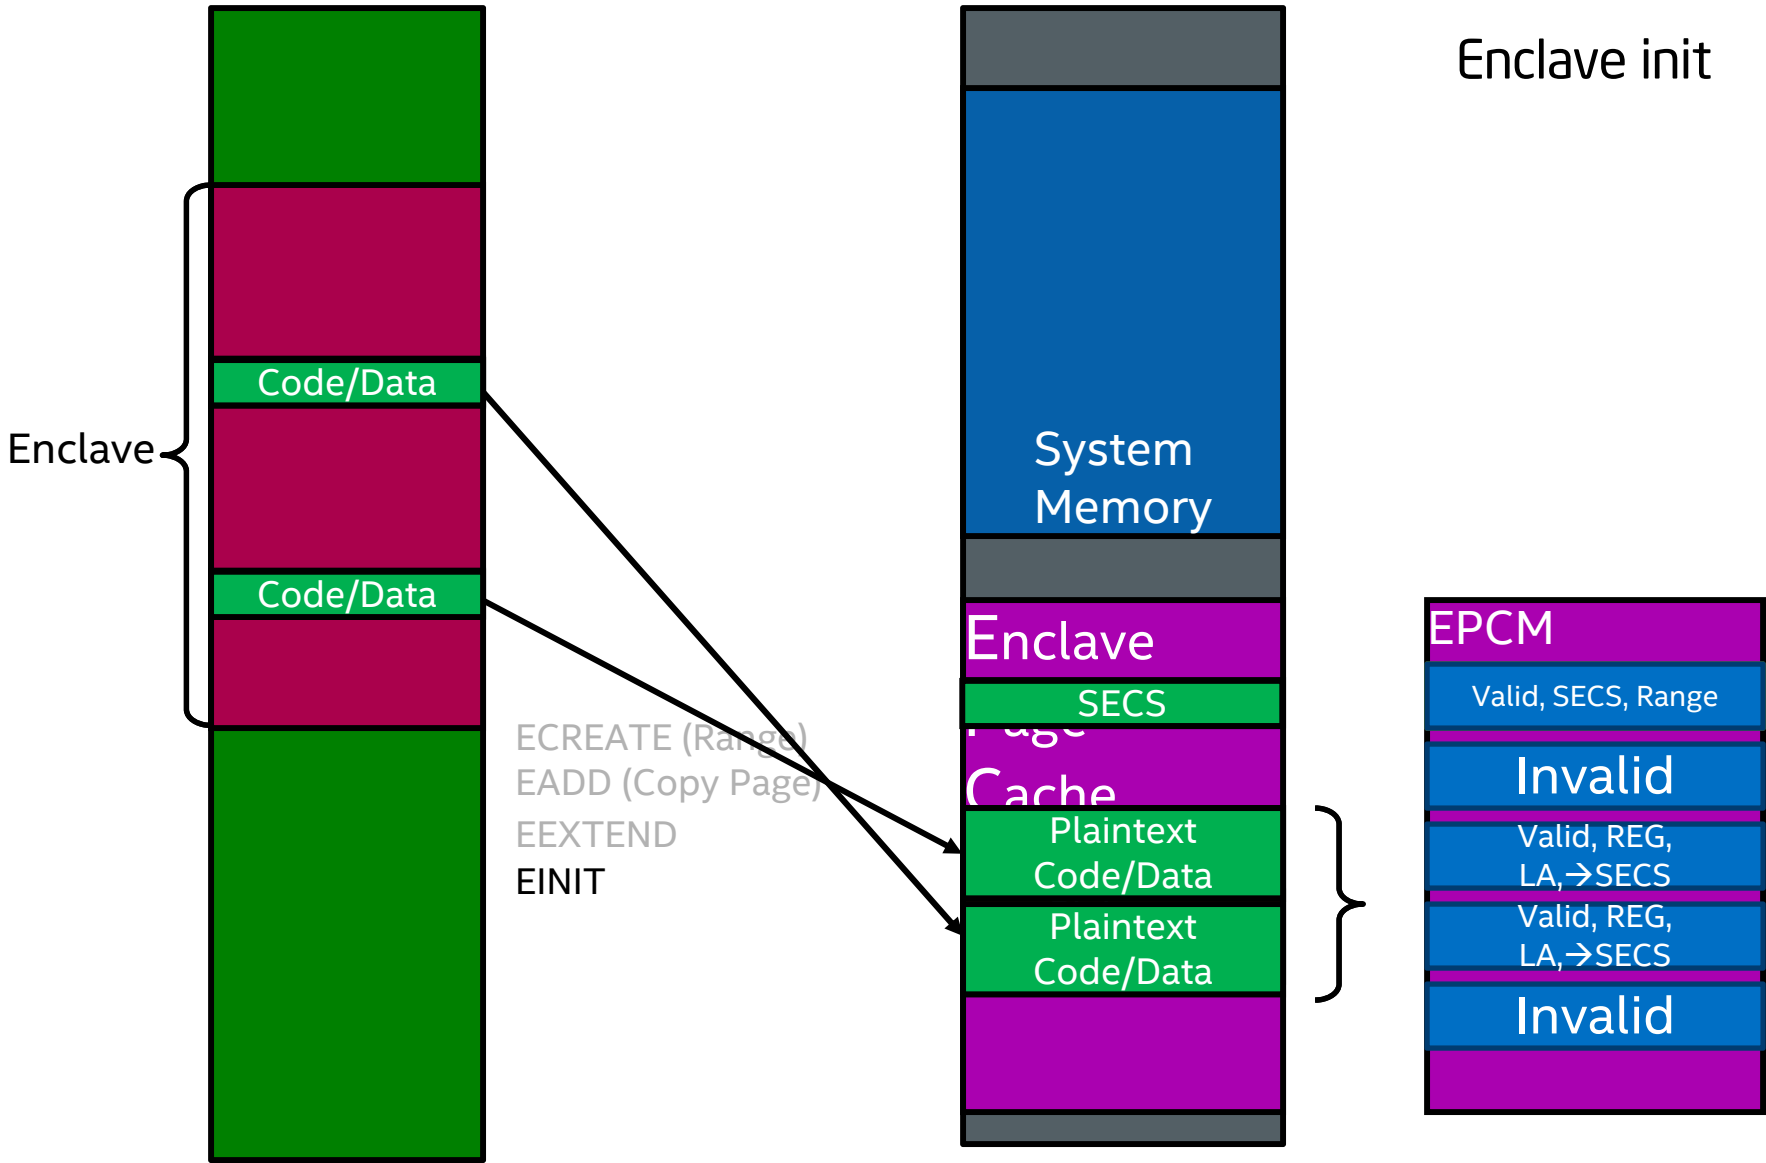 Enclave init
Code/Data
Enclave
Code/Data
ECREATE (Range)
EADD (Copy Page)
EEXTEND
EINIT
System
Memory
Enclave
SECS
Page
Cache
Plaintext
Code/Data
Plaintext
Code/Data
EPCM
Valid, SECS, Range
Invalid
Valid, REG,
LA,→SECS
Valid, REG,
LA,→SECS
Invalid